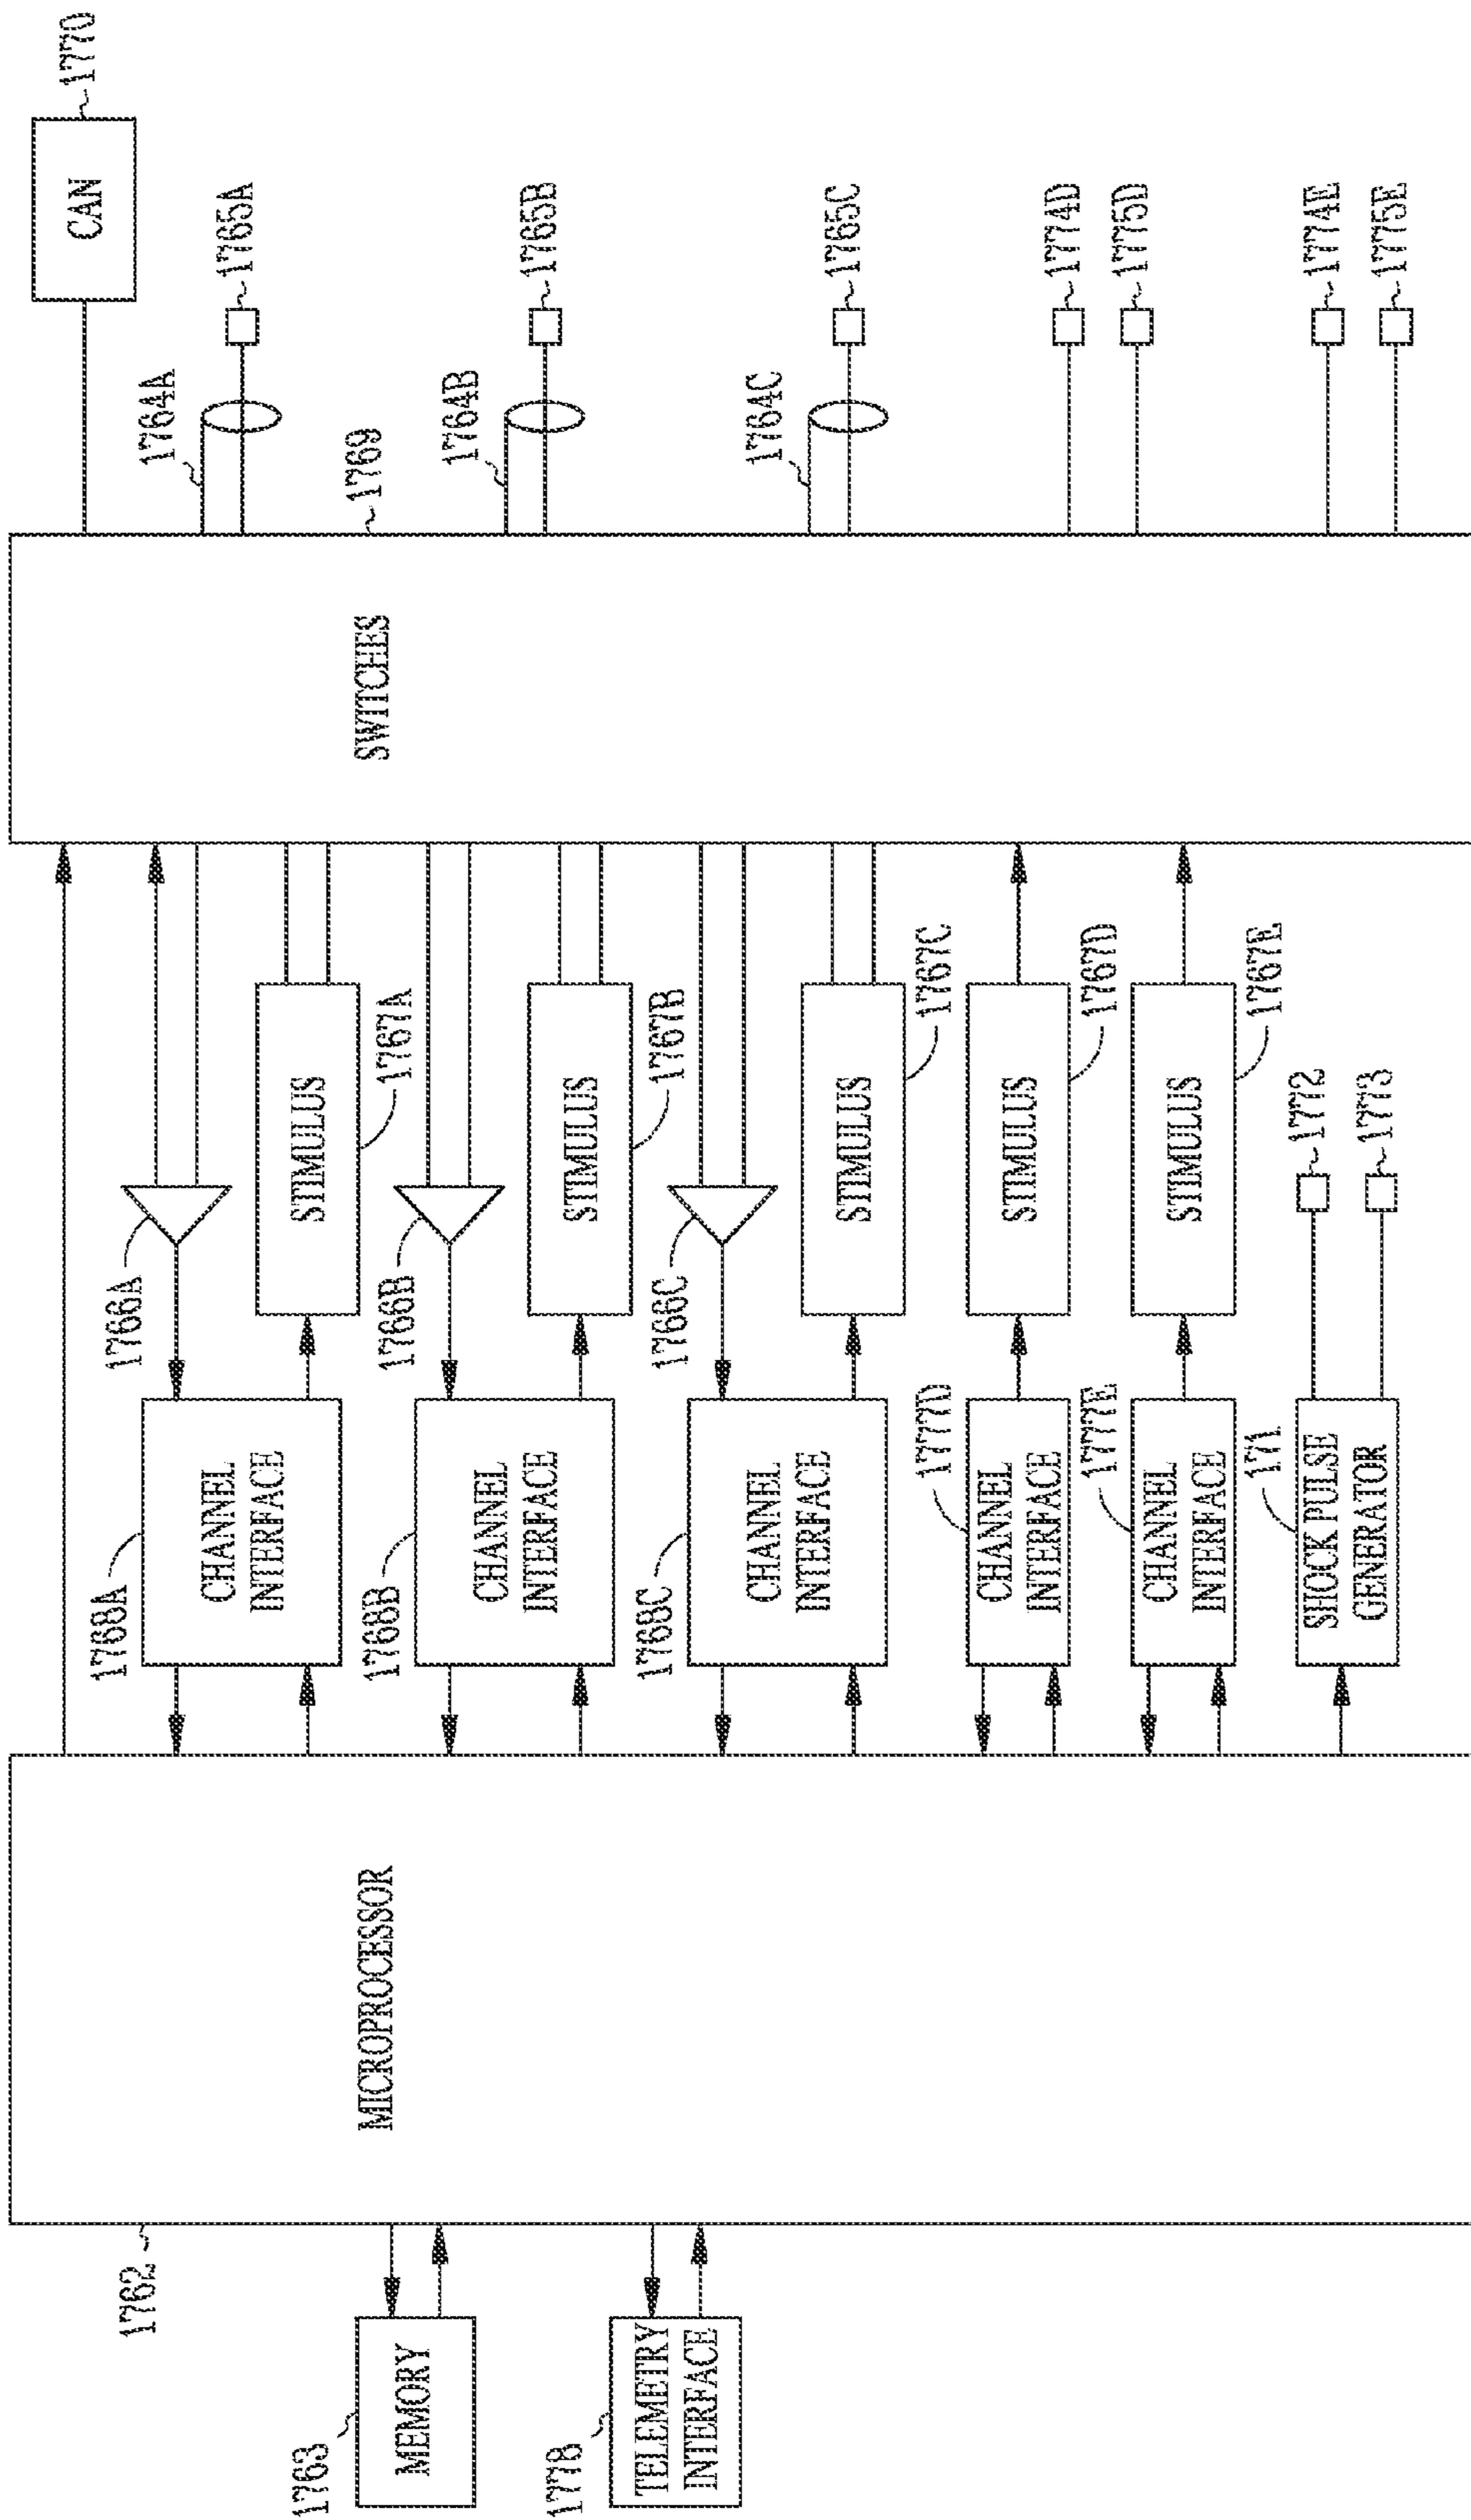 1770
CAN
1764A
1765A
1764B
1765B
1764C
1765C
1774D
1775D
1774E
1775E
1769
SWITCHES
1766A
STIMULUS
1767A
1766B
STIMULUS
1767B
1766C
STIMULUS
1767C
STIMULUS
1767D
STIMULUS
1767E
1772
1773
1768A
CHANNEL
INTERFACE
1768B
CHANNEL
INTERFACE
1768C
CHANNEL
INTERFACE
1777D
CHANNEL
INTERFACE
1777E
CHANNEL
INTERFACE
171
SHOCK PULSE
GENERATOR
MICROPROCESSOR
1762
1763
MEMORY
1778
TELEMETRY
INTERFACE